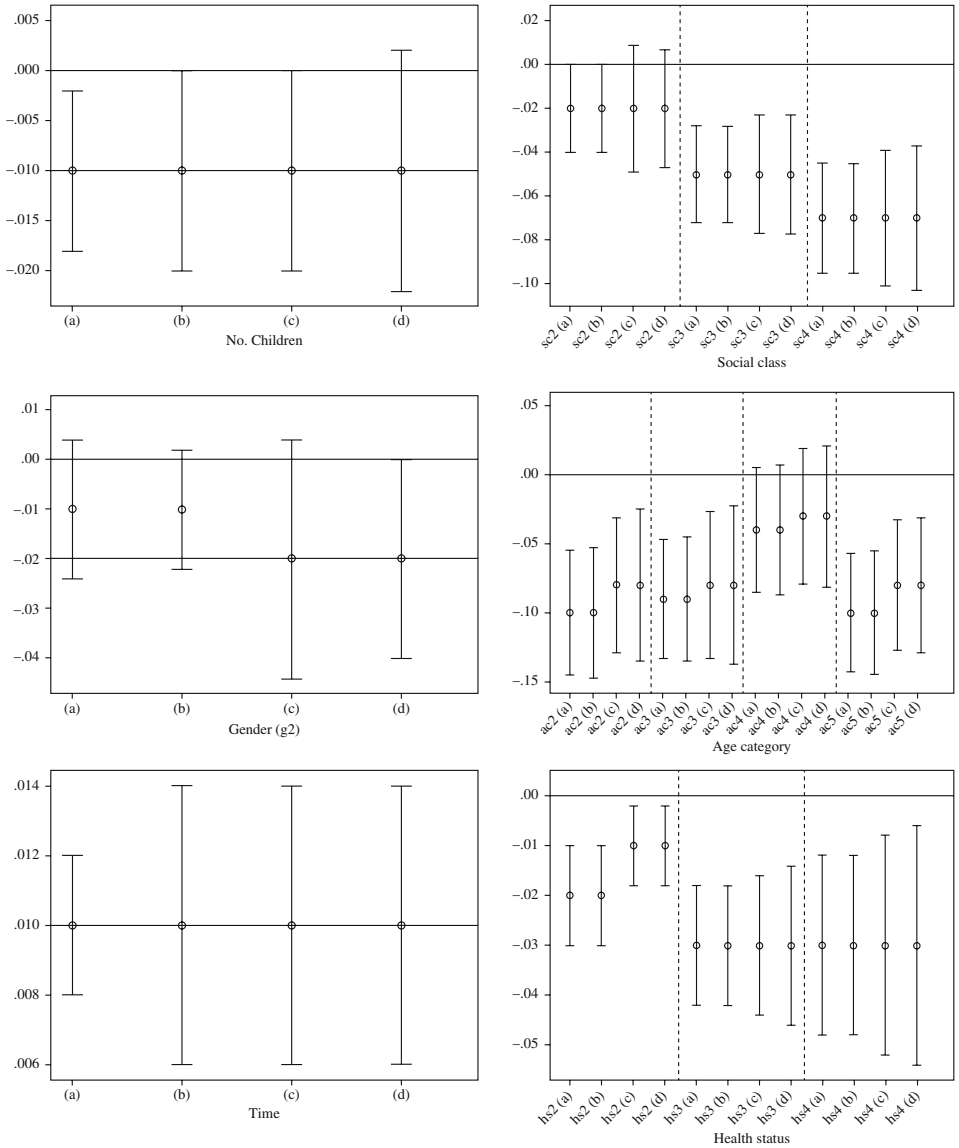 .005
.000
−.005
−.010
−.015
−.020
(a) (b) (c) (d)
No. Children
.02
.00
−.02
−.04
−.06
−.08
−.10
sc2 (a) sc2 (b) sc2 (c) sc2 (d) sc3 (a) sc3 (b) sc3 (c) sc3 (d) sc4 (a) sc4 (b) sc4 (c) sc4 (d)
Social class
.01
.00
−.01
−.02
−.03
−.04
(a) (b) (c) (d)
Gender (g2)
.05
.00
−.05
−.10
−.15
ac2 (a) ac2 (b) ac2 (c) ac2 (d) ac3 (a) ac3 (b) ac3 (c) ac3 (d) ac4 (a) ac4 (b) ac4 (c) ac4 (d) ac5 (a) ac5 (b) ac5 (c) ac5 (d)
Age category
.014
.012
.010
.008
.006
(a) (b) (c) (d)
Time
.00
−.01
−.02
−.03
−.04
−.05
hs2 (a) hs2 (b) hs2 (c) hs2 (d) hs3 (a) hs3 (b) hs3 (c) hs3 (d) hs4 (a) hs4 (b) hs4 (c) hs4 (d)
Health status